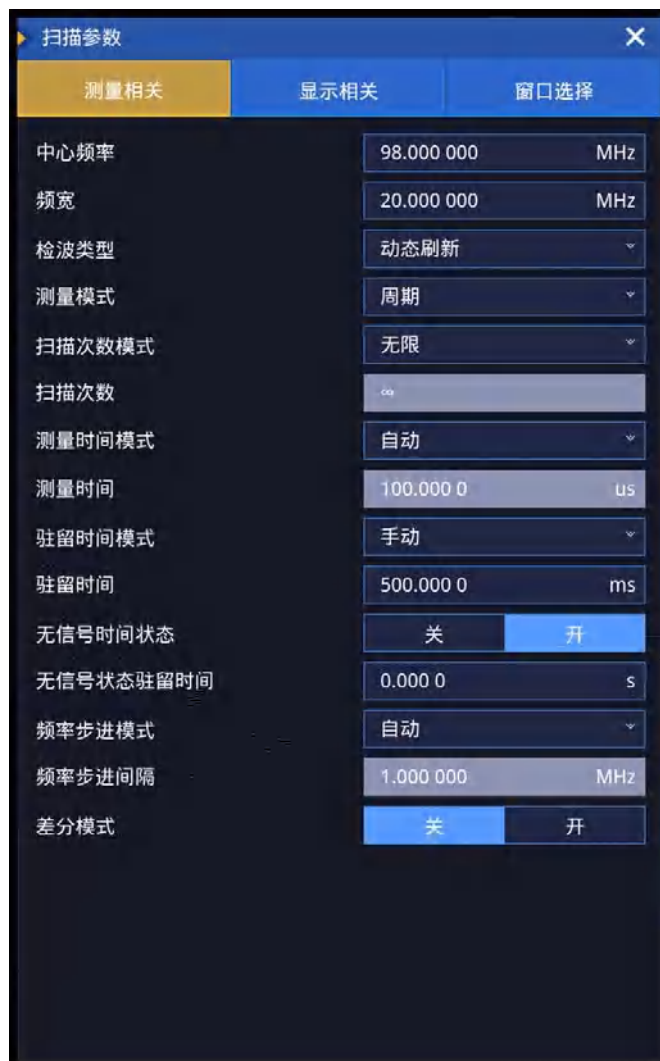 扫描参数
测量相关 显示相关 窗口选择
中心频率 98.000 000 MHz
频宽 20.000 000 MHz
检波类型 动态刷新
测量模式 周期
扫描次数模式 无限
扫描次数 ∞
测量时间模式 自动
测量时间 100.000 0 us
驻留时间模式 手动
驻留时间 500.000 0 ms
无信号时间状态 关 开
无信号状态驻留时间 0.000 0 s
频率步进模式 自动
频率步进间隔 1.000 000 MHz
差分模式 关 开